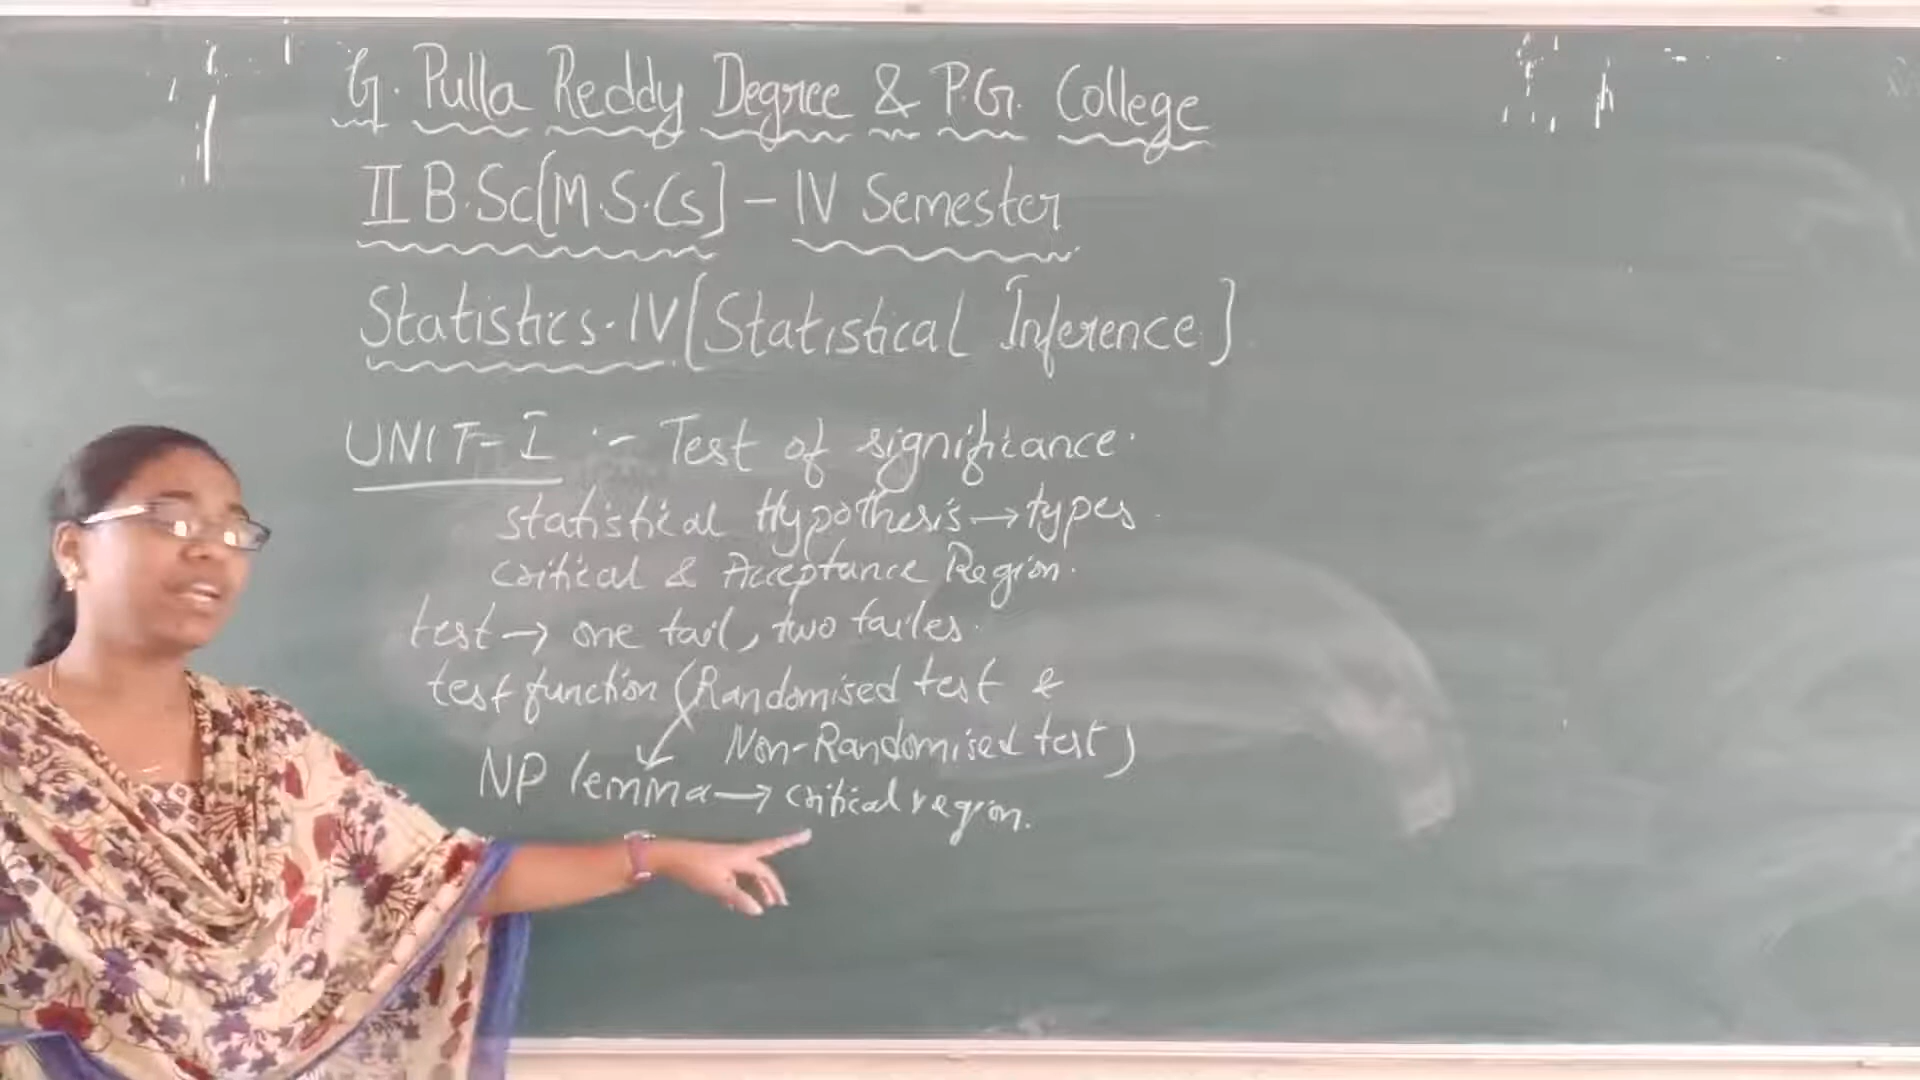 G. Pulla Reddy Degree & P.G. College
II B.Sc[M.S.Cs] - IV Semester
Statistics-IV [Statistical Inference]
UNIT-I :- Test of significance.
statistical Hypothesis → types.
critical & Acceptance Region.
test → one tail, two tailes.
test function (Randomised test &
Non-Randomised test)
NP lemma → critical region.